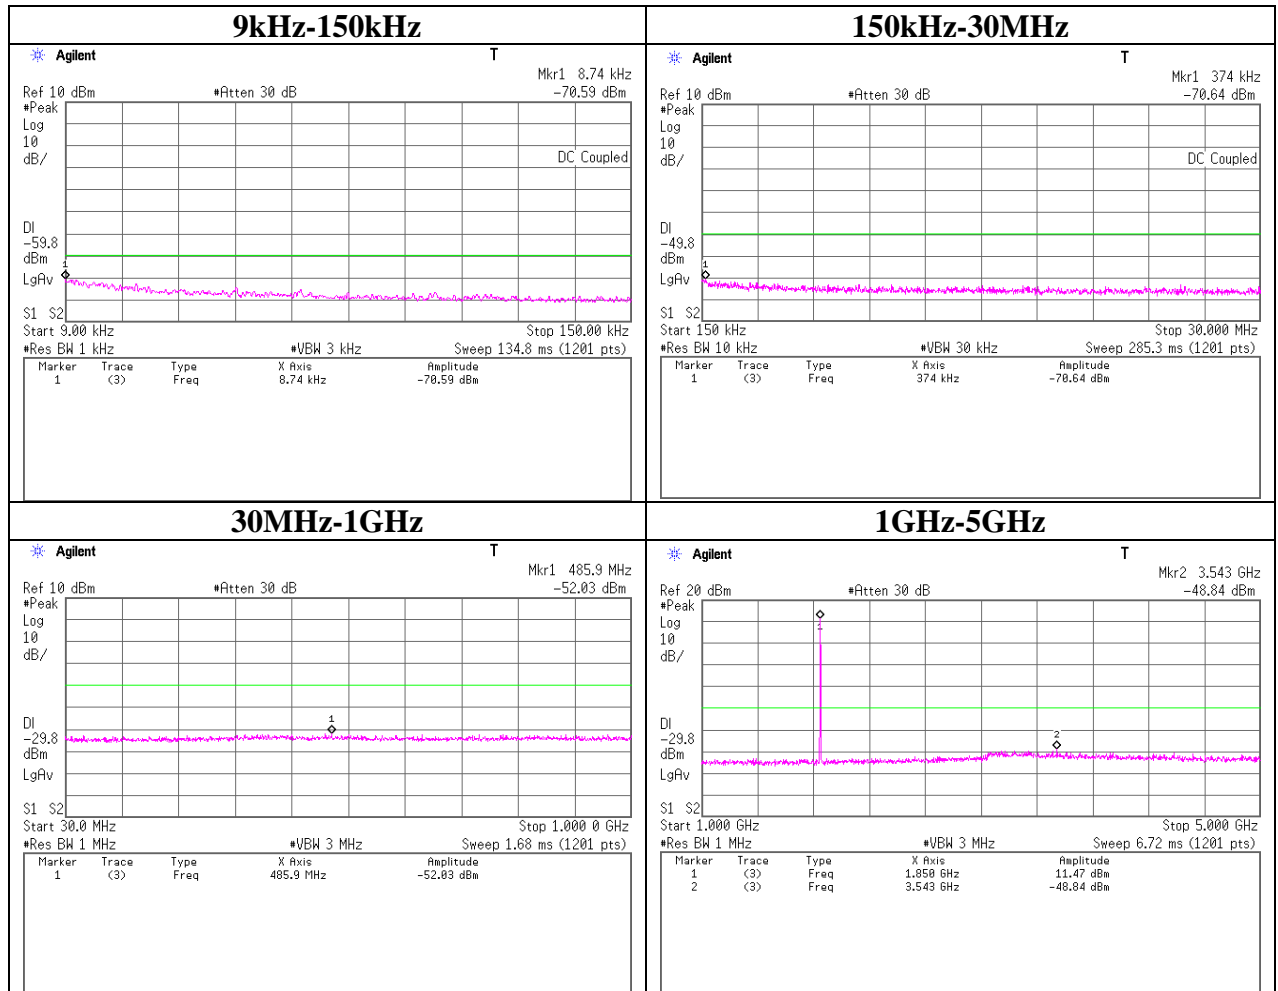 9kHz-150kHz
Agilent
T
Mkr1 8.74 kHz
Ref 10 dBm #Atten 30 dB -70.59 dBm
#Peak
Log
10
dB/
DC Coupled
DI
-59.8
dBm
LgAv
1
S1 S2
Start 9.00 kHz Stop 150.00 kHz
#Res BW 1 kHz #VBW 3 kHz Sweep 134.8 ms (1201 pts)
Marker Trace Type X Axis Amplitude
1 (3) Freq 8.74 kHz -70.59 dBm
150kHz-30MHz
Agilent
T
Mkr1 374 kHz
Ref 10 dBm #Atten 30 dB -70.64 dBm
#Peak
Log
10
dB/
DC Coupled
DI
-49.8
dBm
LgAv
1
S1 S2
Start 150 kHz Stop 30.000 MHz
#Res BW 10 kHz #VBW 30 kHz Sweep 285.3 ms (1201 pts)
Marker Trace Type X Axis Amplitude
1 (3) Freq 374 kHz -70.64 dBm
30MHz-1GHz
Agilent
T
Mkr1 485.9 MHz
Ref 10 dBm #Atten 30 dB -52.03 dBm
#Peak
Log
10
dB/
DI
-29.8
dBm
LgAv
1
S1 S2
Start 30.0 MHz Stop 1.000 0 GHz
#Res BW 1 MHz #VBW 3 MHz Sweep 1.68 ms (1201 pts)
Marker Trace Type X Axis Amplitude
1 (3) Freq 485.9 MHz -52.03 dBm
1GHz-5GHz
Agilent
T
Mkr2 3.543 GHz
Ref 20 dBm #Atten 30 dB -48.84 dBm
#Peak
Log
10
dB/
1
DI
-29.8
dBm
LgAv
2
S1 S2
Start 1.000 GHz Stop 5.000 GHz
#Res BW 1 MHz #VBW 3 MHz Sweep 6.72 ms (1201 pts)
Marker Trace Type X Axis Amplitude
1 (3) Freq 1.850 GHz 11.47 dBm
2 (3) Freq 3.543 GHz -48.84 dBm